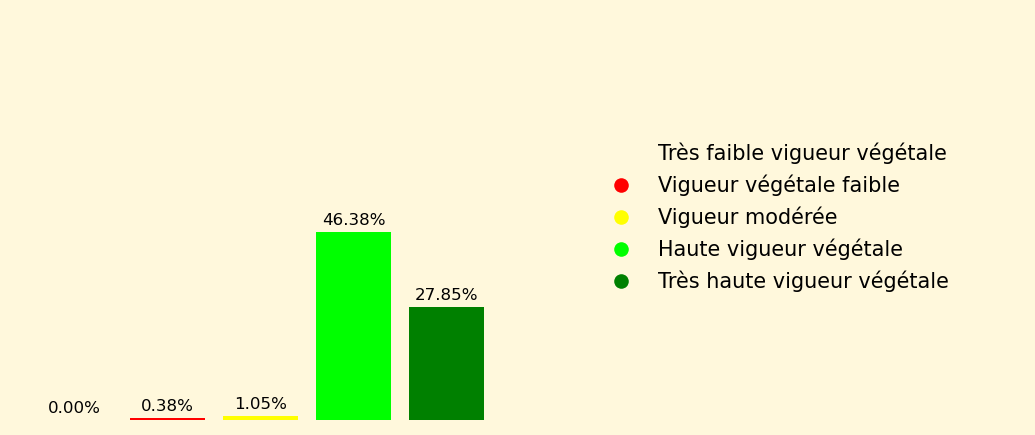 0.00%
0.38%
1.05%
46.38%
27.85%
Très faible vigueur végétale
Vigueur végétale faible
Vigueur modérée
Haute vigueur végétale
Très haute vigueur végétale